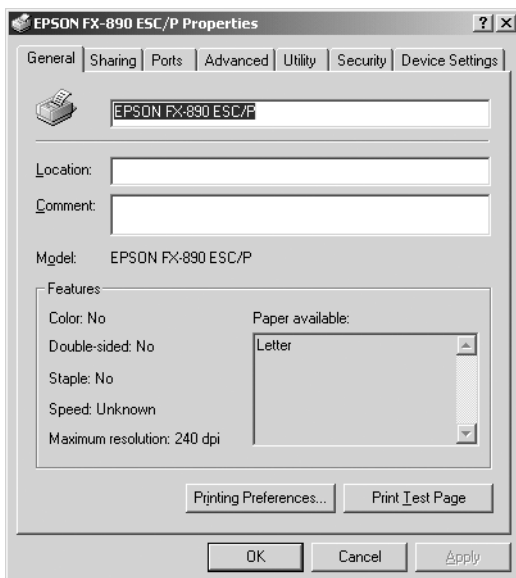 EPSON FX-890 ESC/P Properties
General Sharing Ports Advanced Utility Security Device Settings
EPSON FX-890 ESC/P
Location:
Comment:
Model: EPSON FX-890 ESC/P
Features
Color: No
Paper available:
Double-sided: No
Letter
Staple: No
Speed: Unknown
Maximum resolution: 240 dpi
Printing Preferences... Print Test Page
OK Cancel Apply